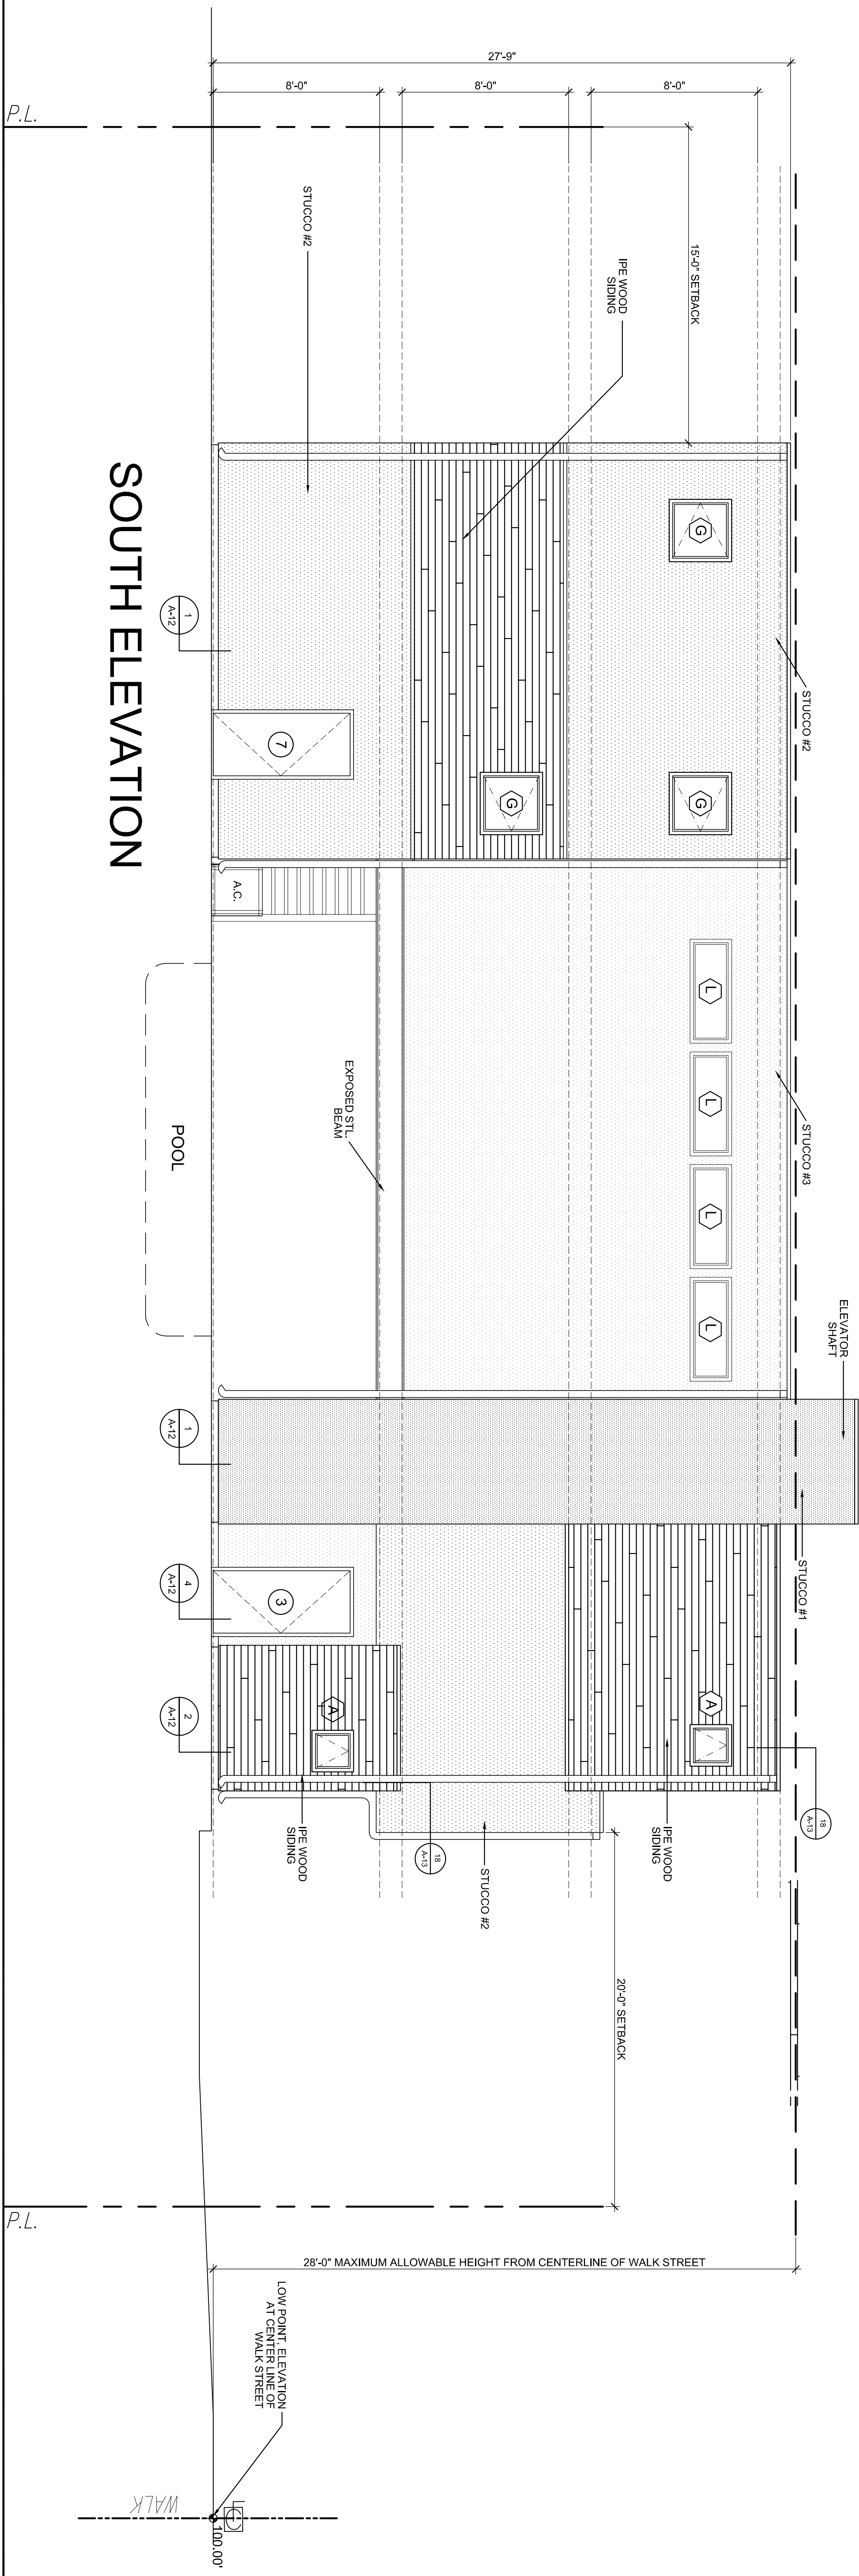 27'-9"
8'-0"
8'-0"
8'-0"
P.L.
15'-0" SETBACK
STUCCO #2
IPE WOOD
SIDING
G
STUCCO #2
G
G
7
1
A-12
SOUTH ELEVATION
A.C.
L
L
L
L
STUCCO #3
EXPOSED STL.
BEAM
POOL
ELEVATOR
SHAFT
STUCCO #1
1
A-12
3
4
A-12
A
A
2
A-12
18
A-13
IPE WOOD
SIDING
IPE WOOD
SIDING
18
A-13
STUCCO #2
20'-0" SETBACK
P.L.
28'-0" MAXIMUM ALLOWABLE HEIGHT FROM CENTERLINE OF WALK STREET
LOW POINT, ELEVATION
AT CENTER LINE OF
WALK STREET
WALK
CL
100.00'